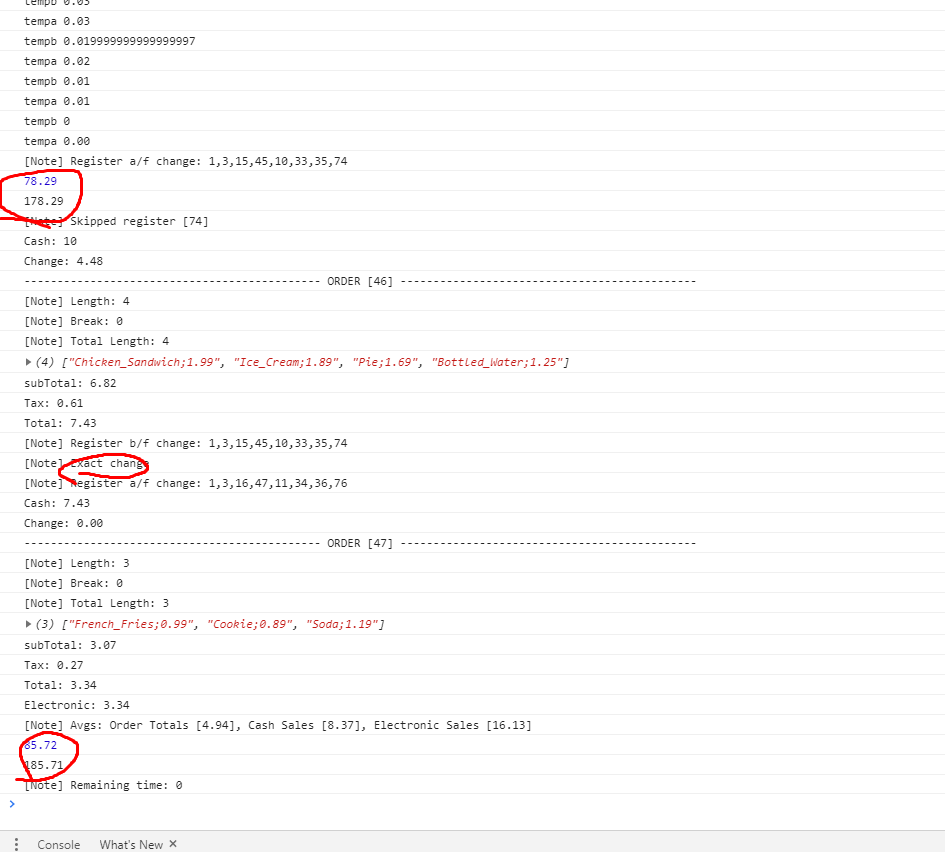 tempb 0.03
tempa 0.03
tempb 0.019999999999999997
tempa 0.02
tempb 0.01
tempa 0.01
tempb 0
tempa 0.00
[Note] Register a/f change: 1,3,15,45,10,33,35,74
78.29
178.29
[Note] Skipped register [74]
Cash: 10
Change: 4.48
--------------------------------------------- ORDER [46] ---------------------------------------------
[Note] Length: 4
[Note] Break: 0
[Note] Total Length: 4
(4) ["Chicken_Sandwich;1.99", "Ice_Cream;1.89", "Pie;1.69", "Bottled_Water;1.25"]
subTotal: 6.82
Tax: 0.61
Total: 7.43
[Note] Register b/f change: 1,3,15,45,10,33,35,74
[Note] Exact change
[Note] Register a/f change: 1,3,16,47,11,34,36,76
Cash: 7.43
Change: 0.00
--------------------------------------------- ORDER [47] ---------------------------------------------
[Note] Length: 3
[Note] Break: 0
[Note] Total Length: 3
(3) ["French_Fries;0.99", "Cookie;0.89", "Soda;1.19"]
subTotal: 3.07
Tax: 0.27
Total: 3.34
Electronic: 3.34
[Note] Avgs: Order Totals [4.94], Cash Sales [8.37], Electronic Sales [16.13]
85.72
185.71
[Note] Remaining time: 0
>
Console What's New ×